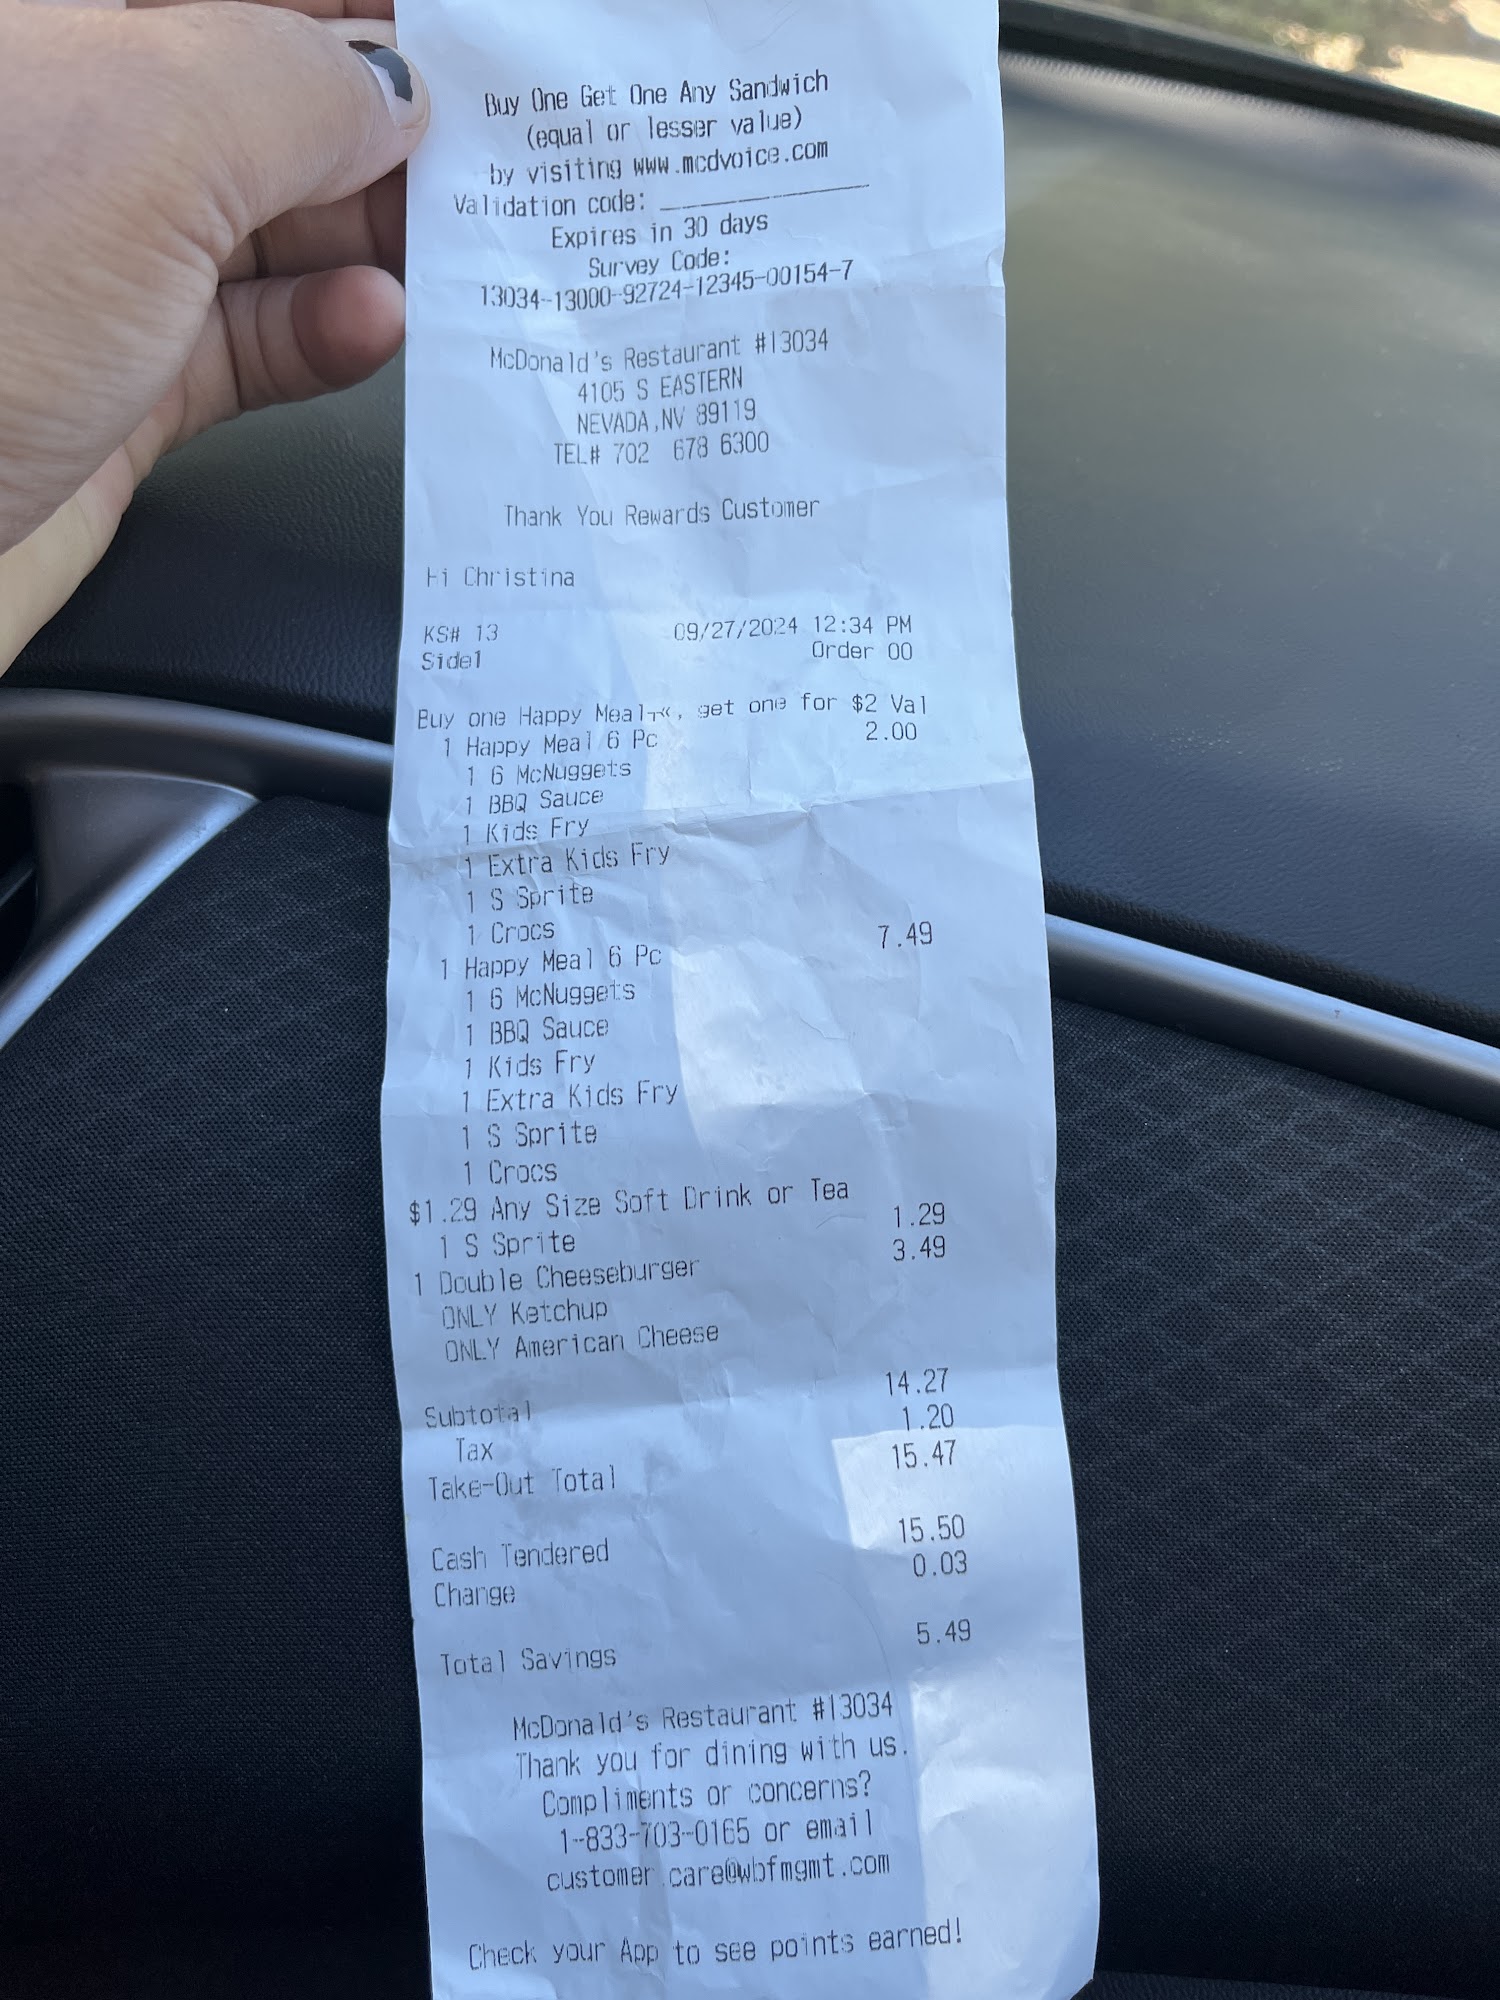 Buy One Get One Any Sandwich
(equal or lesser value)
by visiting www.mcdvoice.com
Validation code: ____________
Expires in 30 days
Survey Code:
13034-13000-92724-12345-00154-7
McDonald's Restaurant #13034
4105 S EASTERN
NEVADA,NV 89119
TEL# 702 678 6300
Thank You Rewards Customer
Hi Christina
KS# 13 09/27/2024 12:34 PM
Side1 Order 00
Buy one Happy Meal¬«, get one for $2 Val
1 Happy Meal 6 Pc 2.00
1 6 McNuggets
1 BBQ Sauce
1 Kids Fry
1 Extra Kids Fry
1 S Sprite
1 Crocs
1 Happy Meal 6 Pc 7.49
1 6 McNuggets
1 BBQ Sauce
1 Kids Fry
1 Extra Kids Fry
1 S Sprite
1 Crocs
$1.29 Any Size Soft Drink or Tea
1 S Sprite 1.29
1 Double Cheeseburger 3.49
ONLY Ketchup
ONLY American Cheese
Subtotal 14.27
Tax 1.20
Take-Out Total 15.47
Cash Tendered 15.50
Change 0.03
Total Savings 5.49
McDonald's Restaurant #13034
Thank you for dining with us.
Compliments or concerns?
1-833-703-0165 or email
customer.care@wbfmgmt.com
Check your App to see points earned!